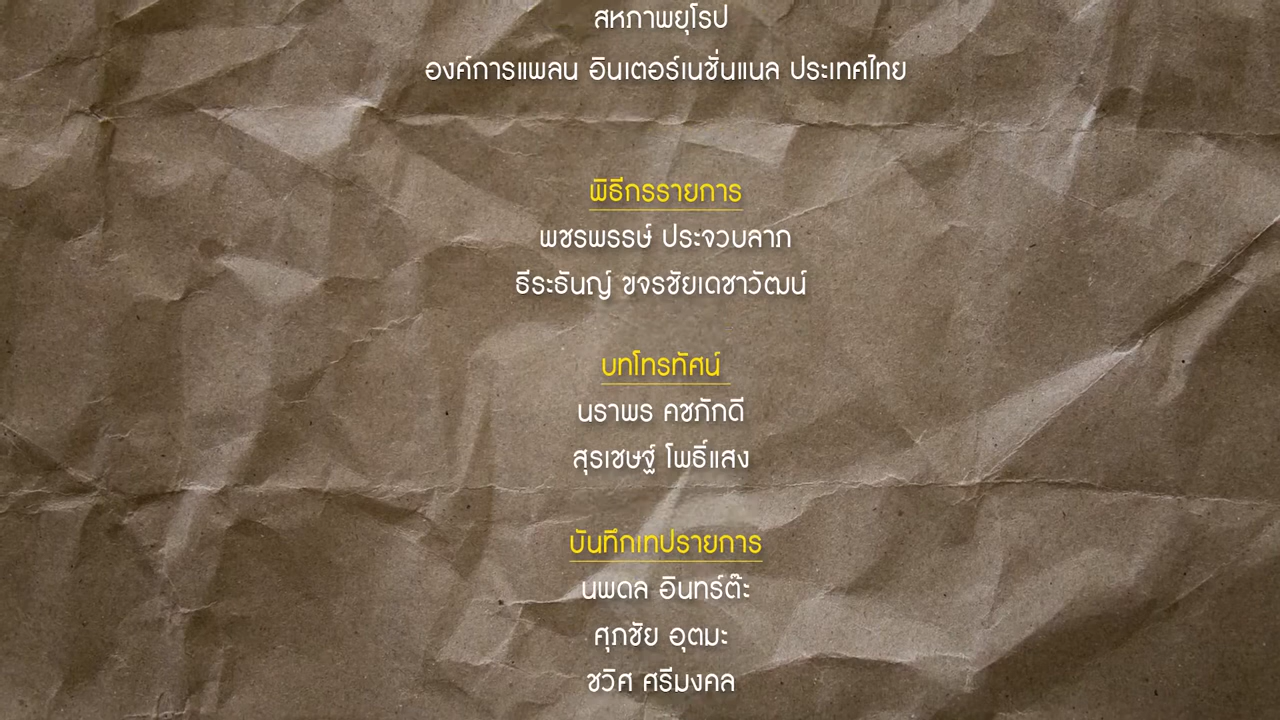 สหภาพยุโรป
องค์การแพลน อินเตอร์เนชั่นแนล ประเทศไทย
พิธีกรรายการ
พชรพรรษ์ ประจวบลาภ
ธีระธันญ์ ขจรชัยเดชาวัฒน์
บทโทรทัศน์
นราพร คชภักดี
สุรเชษฐ์ โพธิ์แสง
บันทึกเทปรายการ
นพดล อินทร์ต๊ะ
ศุภชัย อุตมะ
ชวิศ ศรีมงคล